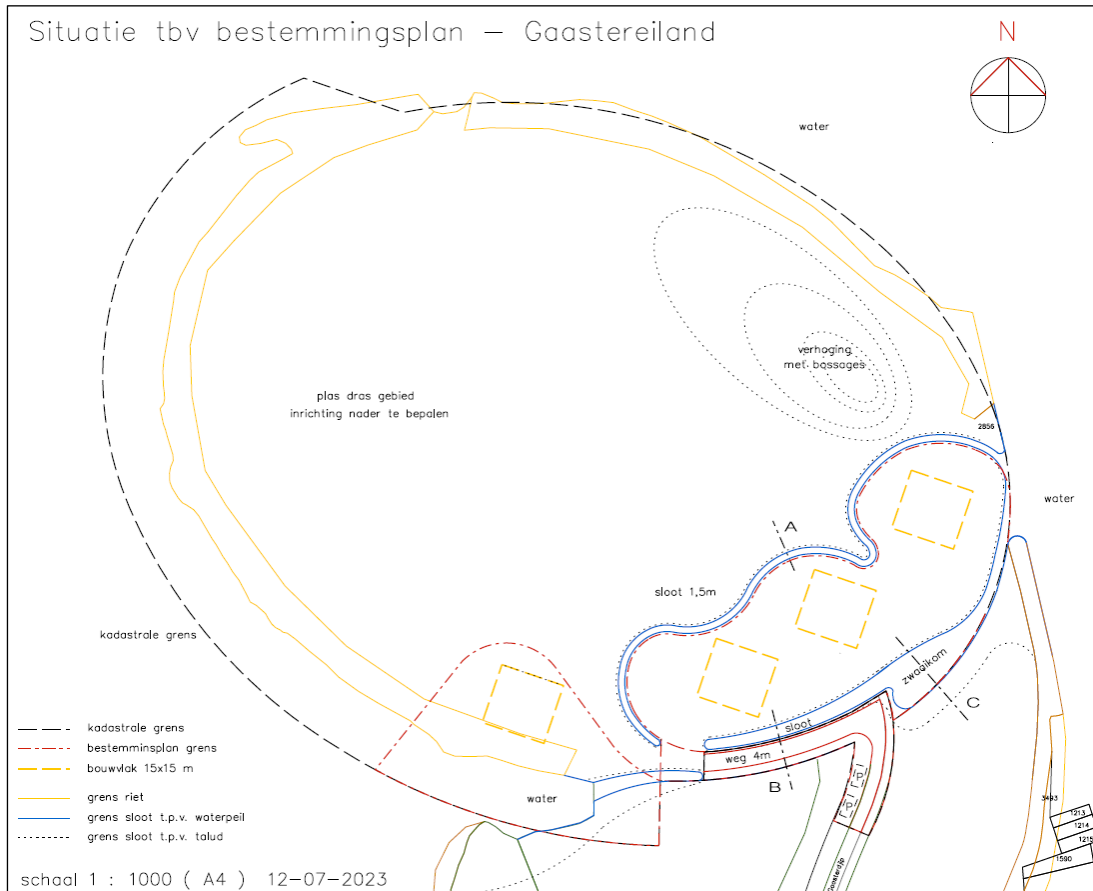 Situatie tbv bestemmingsplan – Gaastereiland
N
water
verhoging
met bossages
plas dras gebied
inrichting nader te bepalen
2856
water
A
sloot 1,5m
kadastrale grens
zwaaikom
C
sloot
weg 4m
B
P
P
water
3493
1213
1214
1215
1590
kadastrale grens
bestemminsplan grens
bouwvlak 15x15 m
grens riet
grens sloot t.p.v. waterpeil
grens sloot t.p.v. talud
schaal 1 : 1000 ( A4 ) 12-07-2023